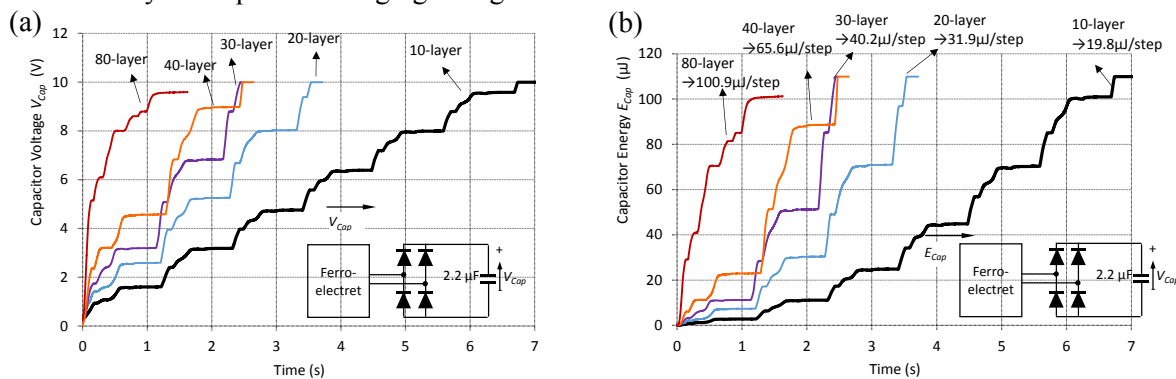 (a)
12
10
8
6
4
2
0
Capacitor Voltage VCap (V)
80-layer
40-layer
30-layer
20-layer
10-layer
VCap
Ferro-
electret
2.2 µF
+
VCap
0 1 2 3 4 5 6 7
Time (s)
(b)
120
100
80
60
40
20
0
Capacitor Energy ECap (µJ)
80-layer
→100.9µJ/step
40-layer
→65.6µJ/step
30-layer
→40.2µJ/step
20-layer
→31.9µJ/step
10-layer
→19.8µJ/step
ECap
Ferro-
electret
2.2 µF
+
VCap
0 1 2 3 4 5 6 7
Time (s)